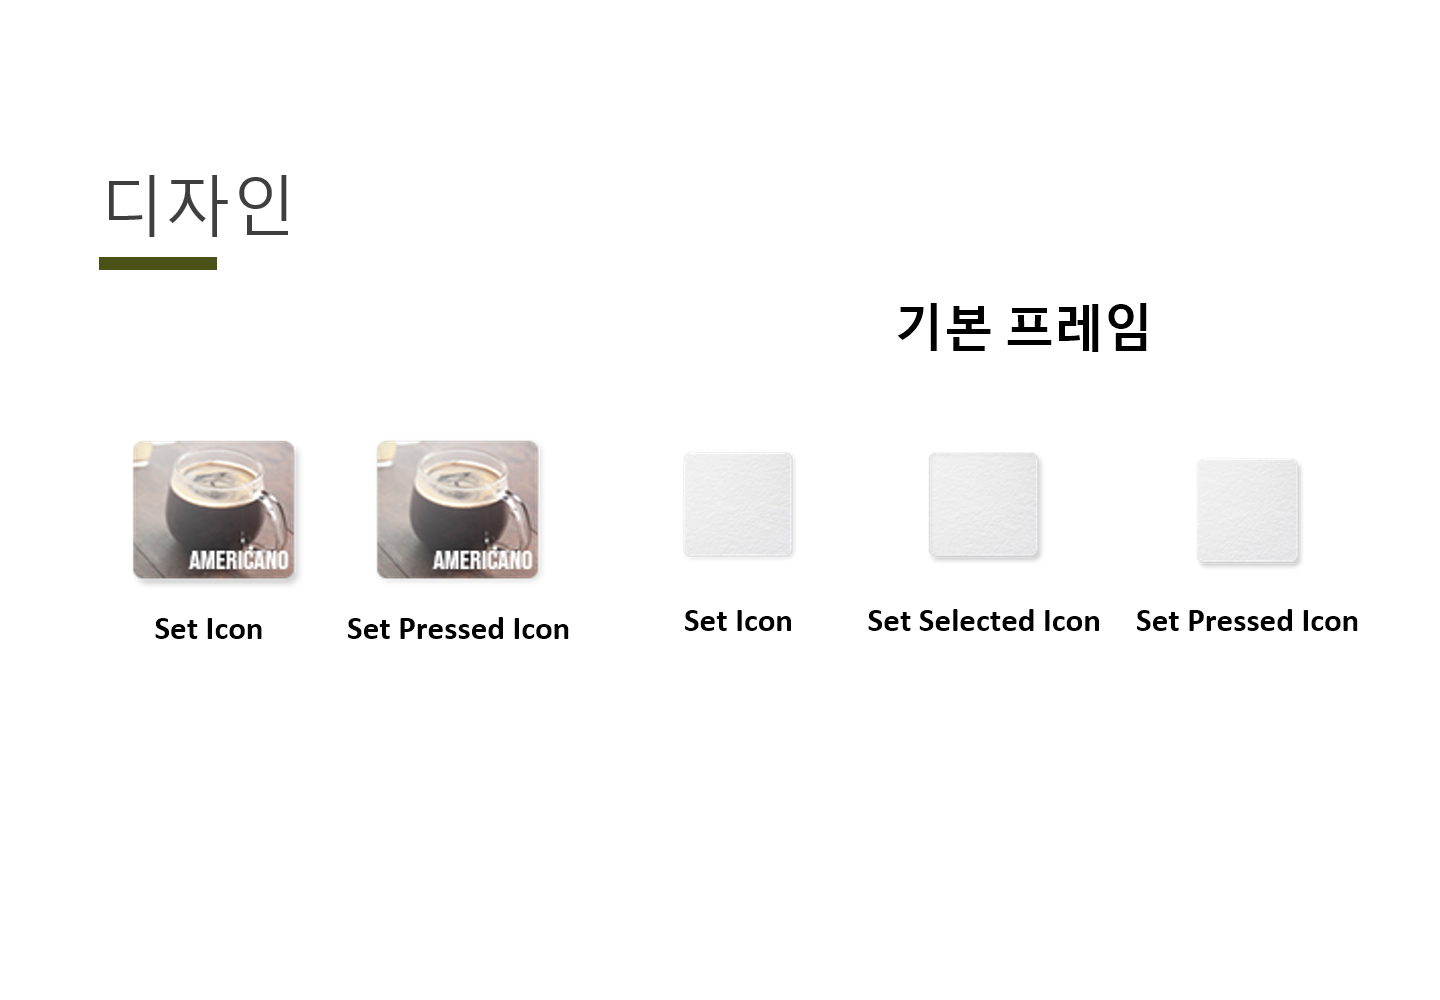 디자인
기본 프레임
AMERICANO
AMERICANO
Set Icon
Set Pressed Icon
Set Icon
Set Selected Icon
Set Pressed Icon